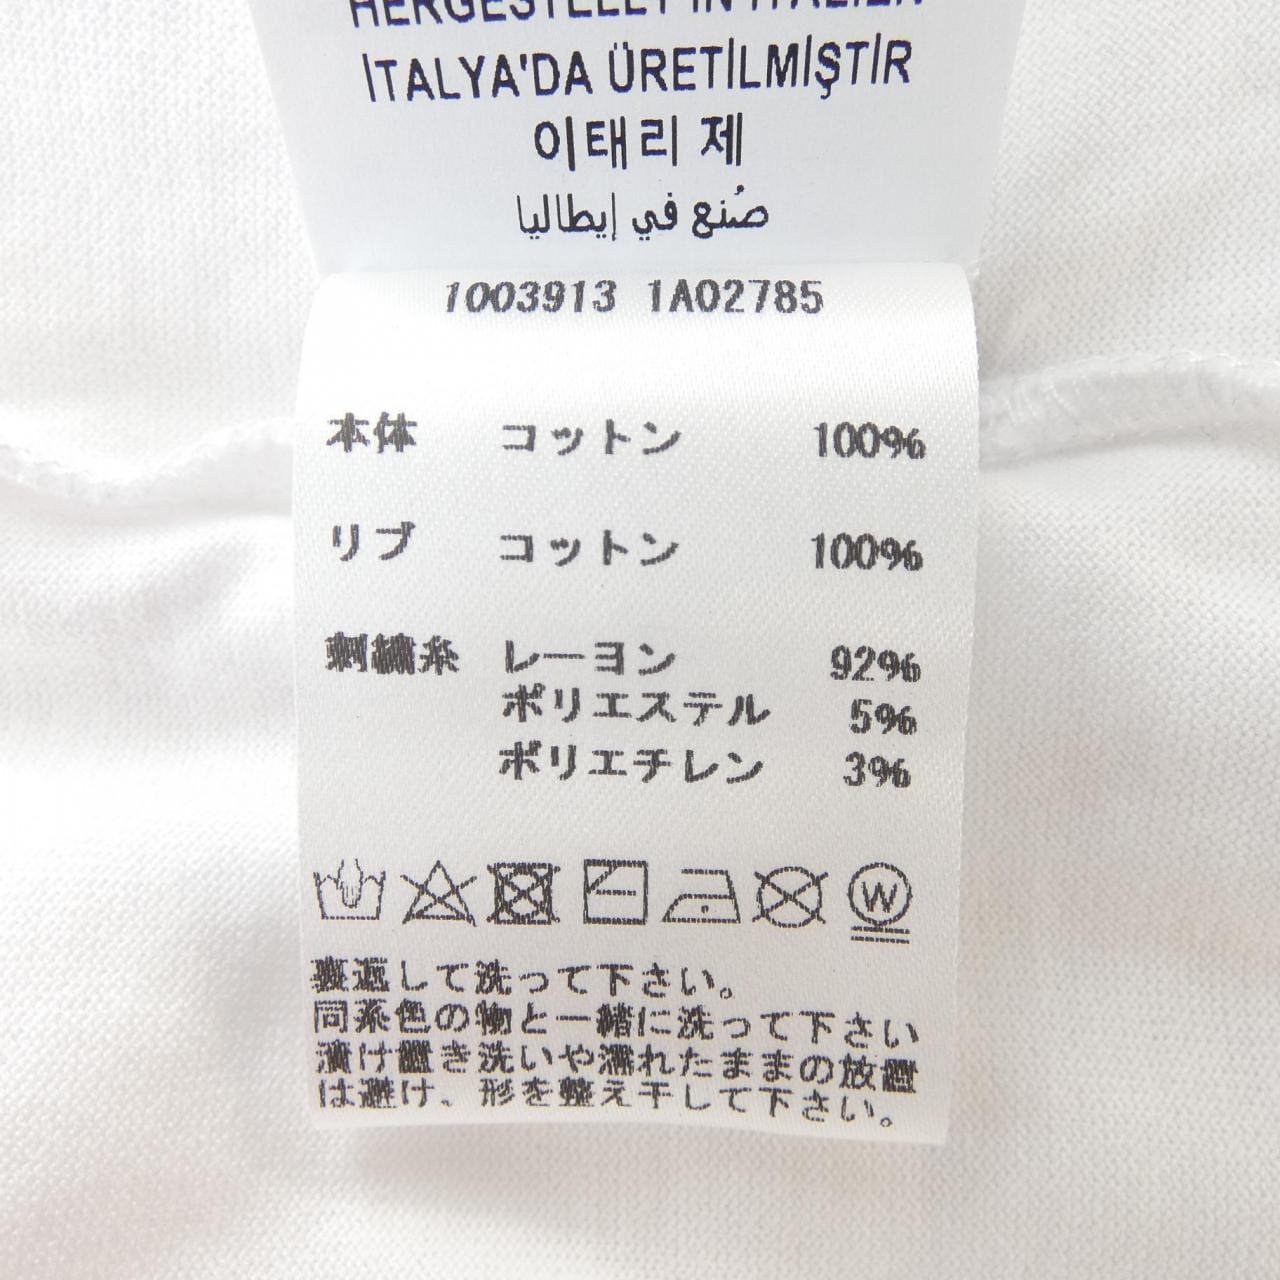 HERGESTELLT IN ITALIEN
İTALYA'DA ÜRETİLMİŞTİR
이태리 제
صُنع في إيطاليا
1003913 1A02785
本体 コットン 100%
リブ コットン 100%
刺繍糸 レーヨン 92%
ポリエステル 5%
ポリエチレン 3%
W
裏返して洗って下さい。
同系色の物と一緒に洗って下さい
漬け置き洗いや濡れたままの放置
は避け、形を整え干して下さい。